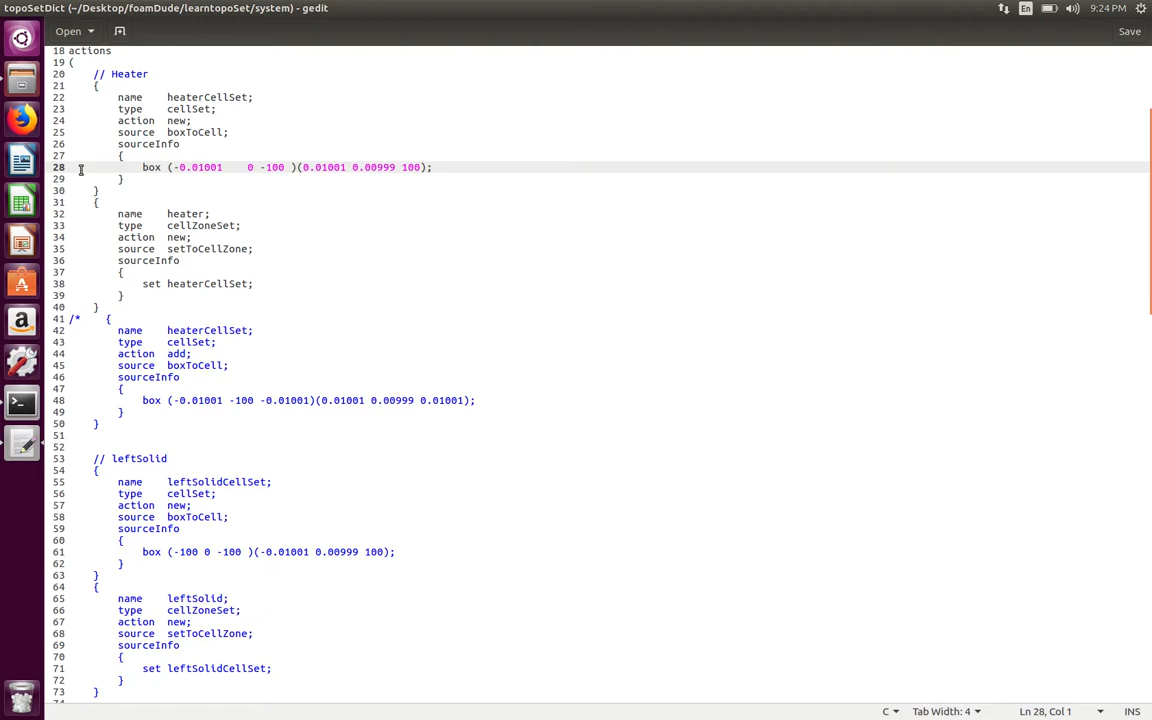 topoSetDict (~/Desktop/foamDude/learntopoSet/system) - gedit
En
9:24 PM
Open
Save
18 actions
19 (
20 // Heater
21 {
22 name heaterCellSet;
23 type cellSet;
24 action new;
25 source boxToCell;
26 sourceInfo
27 {
28 box (-0.01001 0 -100 )(0.01001 0.00999 100);
29 }
30 }
31 {
32 name heater;
33 type cellZoneSet;
34 action new;
35 source setToCellZone;
36 sourceInfo
37 {
38 set heaterCellSet;
39 }
40 }
41 /* {
42 name heaterCellSet;
43 type cellSet;
44 action add;
45 source boxToCell;
46 sourceInfo
47 {
48 box (-0.01001 -100 -0.01001)(0.01001 0.00999 0.01001);
49 }
50 }
51
52
53 // leftSolid
54 {
55 name leftSolidCellSet;
56 type cellSet;
57 action new;
58 source boxToCell;
59 sourceInfo
60 {
61 box (-100 0 -100 )(-0.01001 0.00999 100);
62 }
63 }
64 {
65 name leftSolid;
66 type cellZoneSet;
67 action new;
68 source setToCellZone;
69 sourceInfo
70 {
71 set leftSolidCellSet;
72 }
73 }
C
Tab Width: 4
Ln 28, Col 1
INS